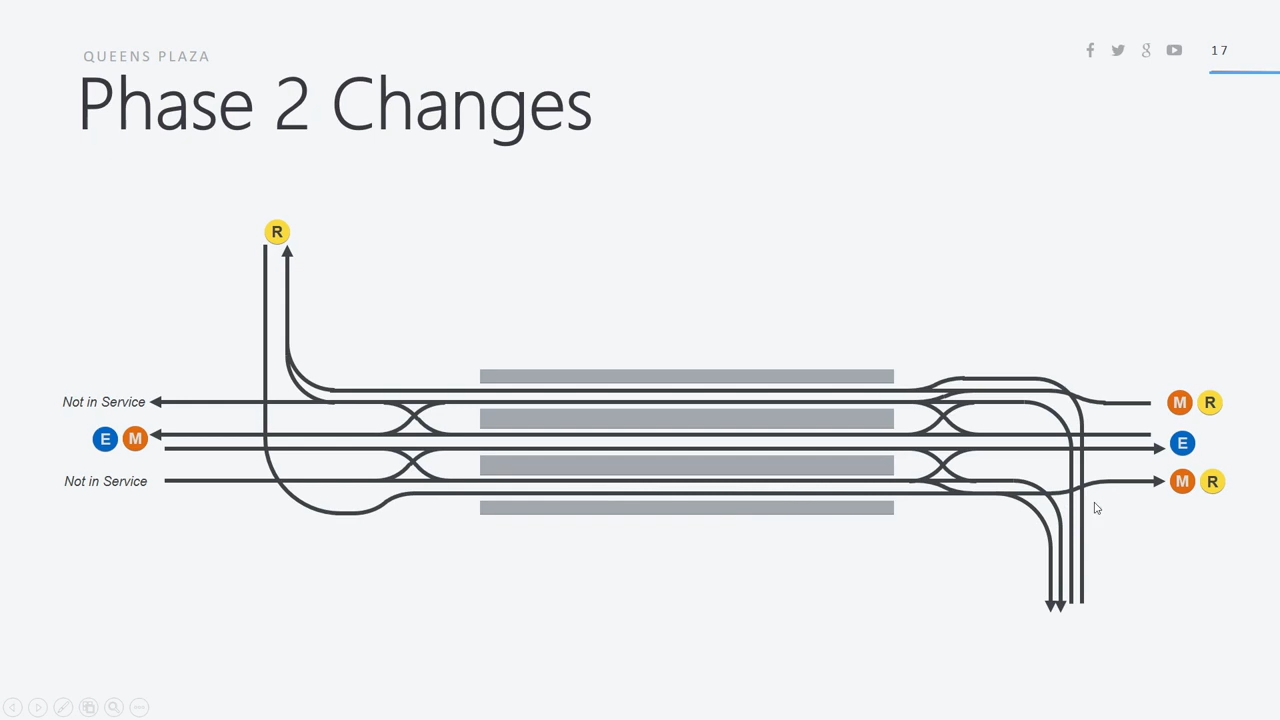 QUEENS PLAZA
17
Phase 2 Changes
R
Not in Service
M R
E M
E
Not in Service
M R